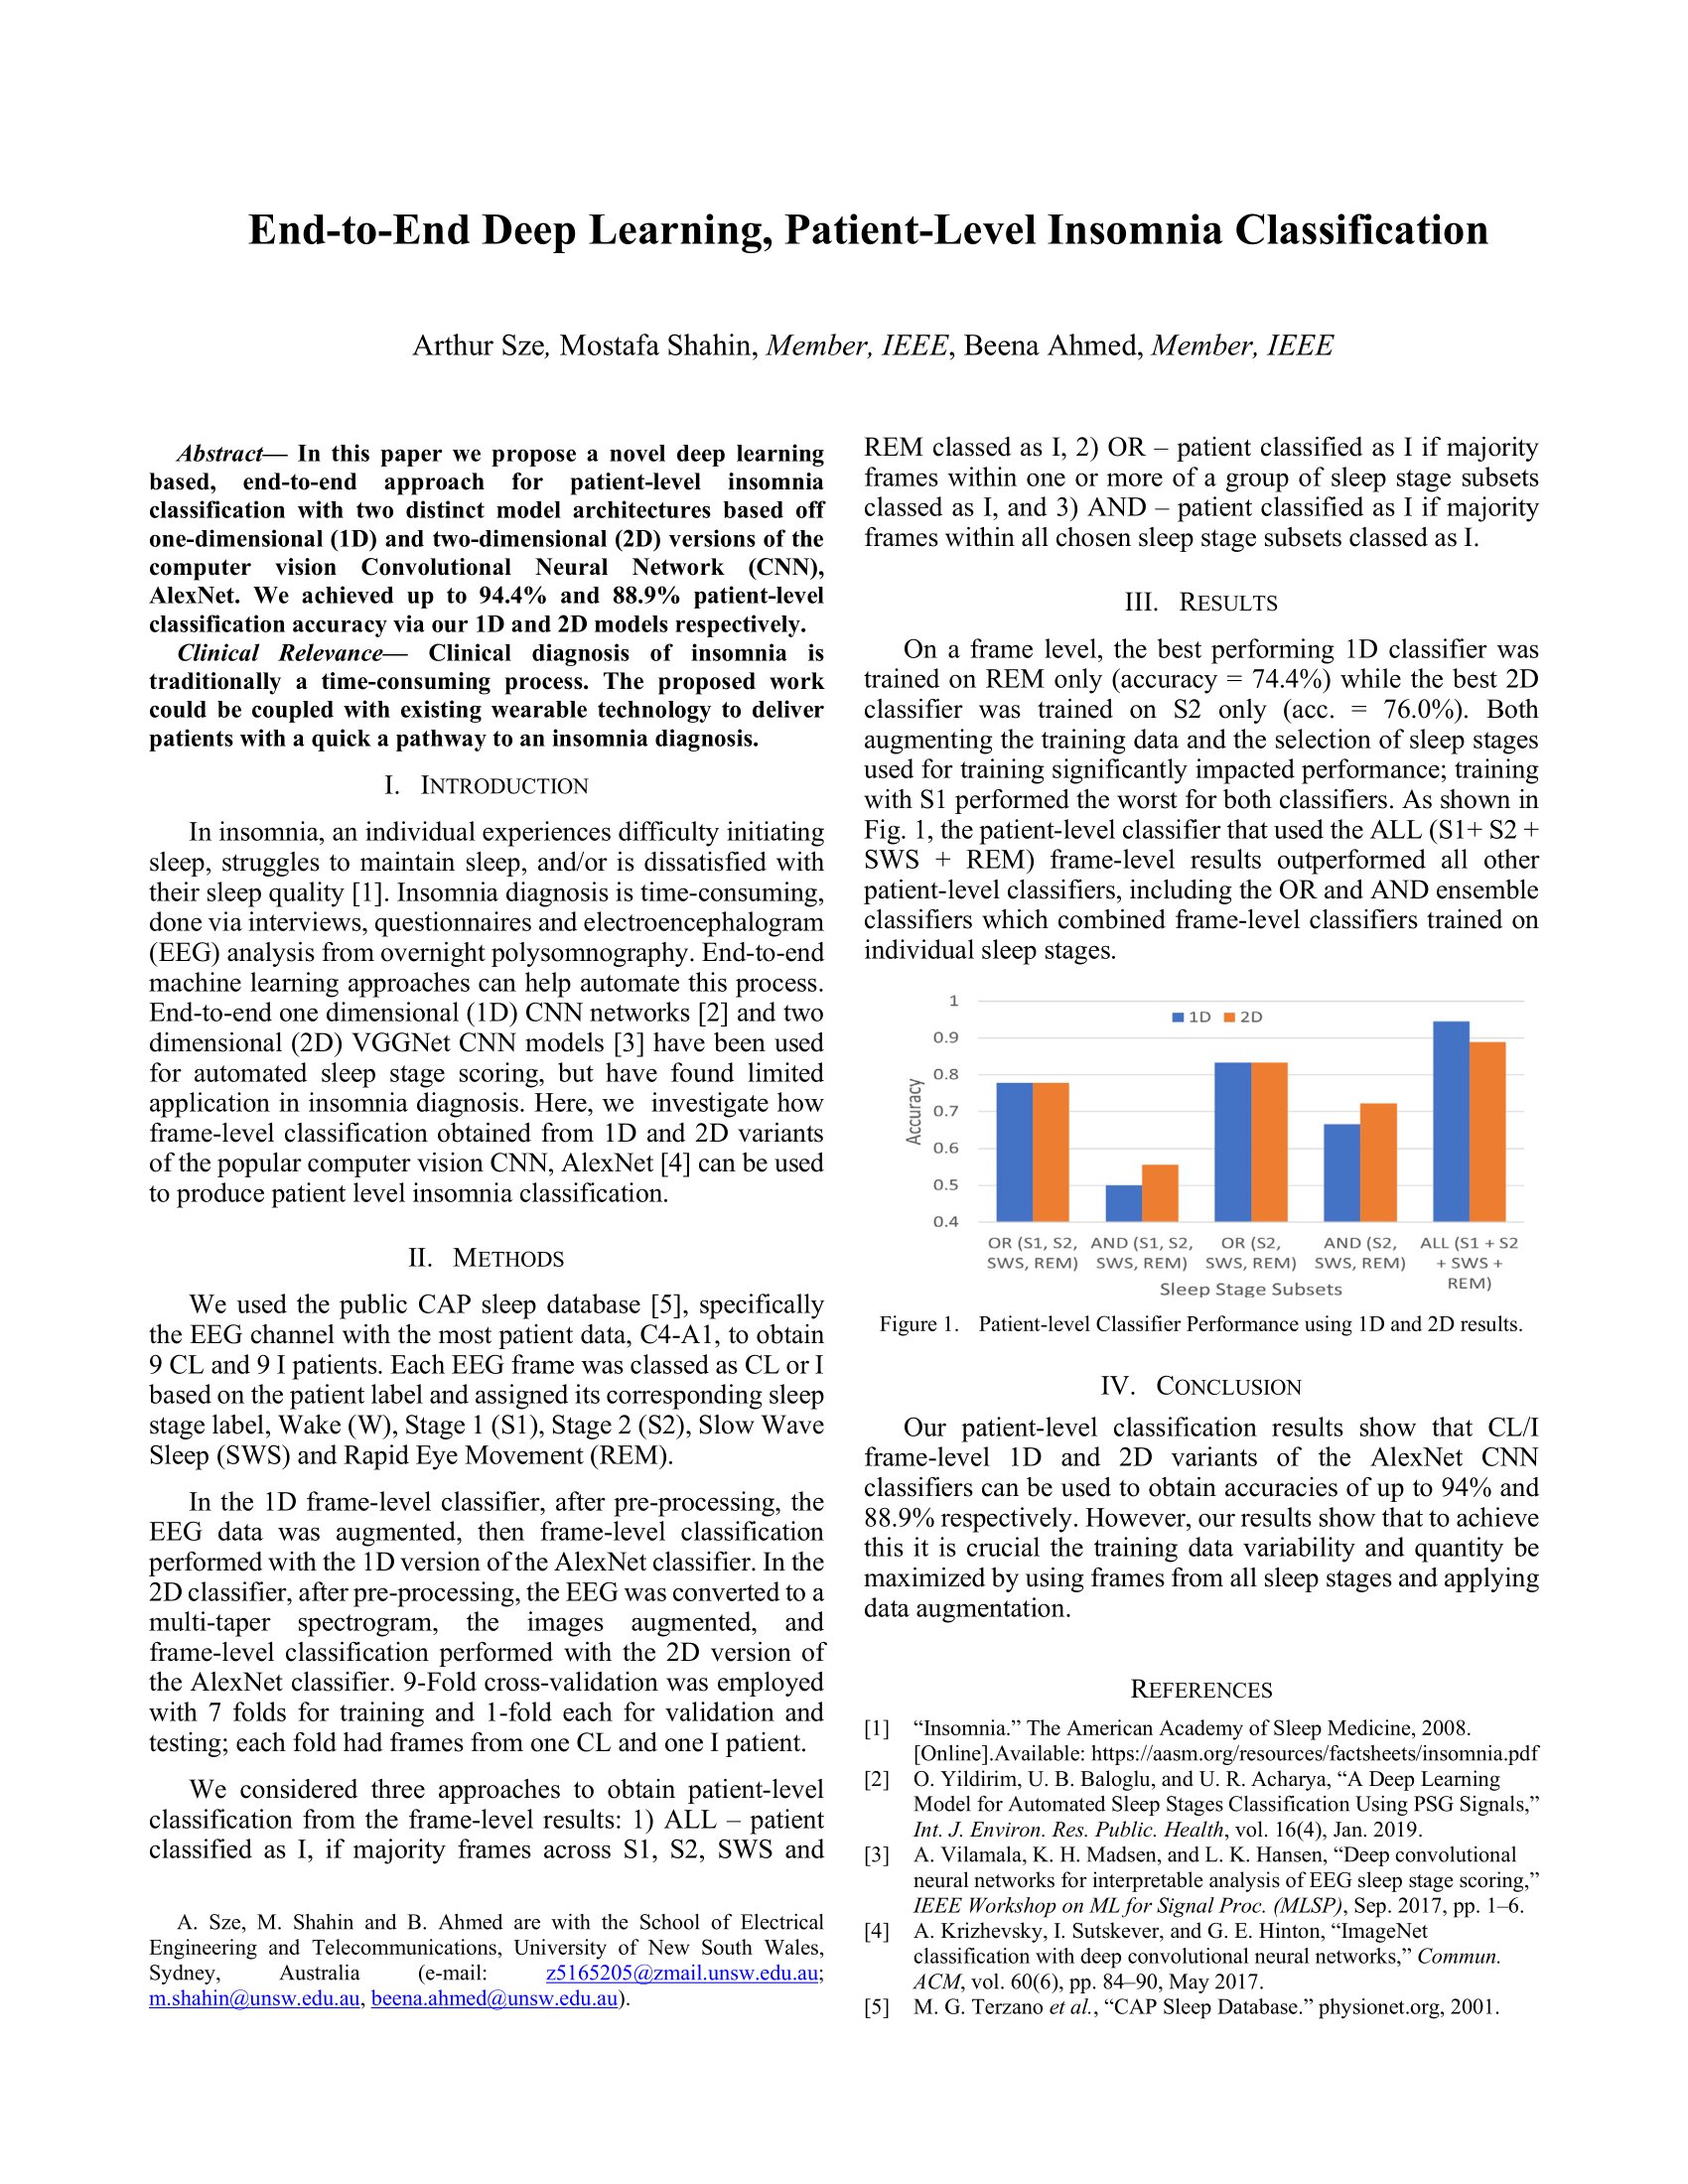 End-to-End Deep Learning, Patient-Level Insomnia Classification
Arthur Sze, Mostafa Shahin, Member, IEEE, Beena Ahmed, Member, IEEE
Abstract— In this paper we propose a novel deep learning
based, end-to-end approach for patient-level insomnia
classification with two distinct model architectures based off
one-dimensional (1D) and two-dimensional (2D) versions of the
computer vision Convolutional Neural Network (CNN),
AlexNet. We achieved up to 94.4% and 88.9% patient-level
classification accuracy via our 1D and 2D models respectively.
Clinical Relevance— Clinical diagnosis of insomnia is
traditionally a time-consuming process. The proposed work
could be coupled with existing wearable technology to deliver
patients with a quick a pathway to an insomnia diagnosis.
I. INTRODUCTION
In insomnia, an individual experiences difficulty initiating
sleep, struggles to maintain sleep, and/or is dissatisfied with
their sleep quality [1]. Insomnia diagnosis is time-consuming,
done via interviews, questionnaires and electroencephalogram
(EEG) analysis from overnight polysomnography. End-to-end
machine learning approaches can help automate this process.
End-to-end one dimensional (1D) CNN networks [2] and two
dimensional (2D) VGGNet CNN models [3] have been used
for automated sleep stage scoring, but have found limited
application in insomnia diagnosis. Here, we investigate how
frame-level classification obtained from 1D and 2D variants
of the popular computer vision CNN, AlexNet [4] can be used
to produce patient level insomnia classification.
II. METHODS
We used the public CAP sleep database [5], specifically
the EEG channel with the most patient data, C4-A1, to obtain
9 CL and 9 I patients. Each EEG frame was classed as CL or I
based on the patient label and assigned its corresponding sleep
stage label, Wake (W), Stage 1 (S1), Stage 2 (S2), Slow Wave
Sleep (SWS) and Rapid Eye Movement (REM).
In the 1D frame-level classifier, after pre-processing, the
EEG data was augmented, then frame-level classification
performed with the 1D version of the AlexNet classifier. In the
2D classifier, after pre-processing, the EEG was converted to a
multi-taper spectrogram, the images augmented, and
frame-level classification performed with the 2D version of
the AlexNet classifier. 9-Fold cross-validation was employed
with 7 folds for training and 1-fold each for validation and
testing; each fold had frames from one CL and one I patient.
We considered three approaches to obtain patient-level
classification from the frame-level results: 1) ALL – patient
classified as I, if majority frames across S1, S2, SWS and
A. Sze, M. Shahin and B. Ahmed are with the School of Electrical
Engineering and Telecommunications, University of New South Wales,
Sydney, Australia (e-mail: z5165205@zmail.unsw.edu.au;
m.shahin@unsw.edu.au, beena.ahmed@unsw.edu.au).
REM classed as I, 2) OR – patient classified as I if majority
frames within one or more of a group of sleep stage subsets
classed as I, and 3) AND – patient classified as I if majority
frames within all chosen sleep stage subsets classed as I.
III. RESULTS
On a frame level, the best performing 1D classifier was
trained on REM only (accuracy = 74.4%) while the best 2D
classifier was trained on S2 only (acc. = 76.0%). Both
augmenting the training data and the selection of sleep stages
used for training significantly impacted performance; training
with S1 performed the worst for both classifiers. As shown in
Fig. 1, the patient-level classifier that used the ALL (S1+ S2 +
SWS + REM) frame-level results outperformed all other
patient-level classifiers, including the OR and AND ensemble
classifiers which combined frame-level classifiers trained on
individual sleep stages.
1
1D 2D
0.9
0.8
0.7
0.6
0.5
0.4
Accuracy
OR (S1, S2, AND (S1, S2, OR (S2, AND (S2, ALL (S1 + S2
SWS, REM) SWS, REM) SWS, REM) SWS, REM) + SWS +
REM)
Sleep Stage Subsets
Figure 1. Patient-level Classifier Performance using 1D and 2D results.
IV. CONCLUSION
Our patient-level classification results show that CL/I
frame-level 1D and 2D variants of the AlexNet CNN
classifiers can be used to obtain accuracies of up to 94% and
88.9% respectively. However, our results show that to achieve
this it is crucial the training data variability and quantity be
maximized by using frames from all sleep stages and applying
data augmentation.
REFERENCES
[1] “Insomnia.” The American Academy of Sleep Medicine, 2008.
[Online].Available: https://aasm.org/resources/factsheets/insomnia.pdf
[2] O. Yildirim, U. B. Baloglu, and U. R. Acharya, “A Deep Learning
Model for Automated Sleep Stages Classification Using PSG Signals,”
Int. J. Environ. Res. Public. Health, vol. 16(4), Jan. 2019.
[3] A. Vilamala, K. H. Madsen, and L. K. Hansen, “Deep convolutional
neural networks for interpretable analysis of EEG sleep stage scoring,”
IEEE Workshop on ML for Signal Proc. (MLSP), Sep. 2017, pp. 1–6.
[4] A. Krizhevsky, I. Sutskever, and G. E. Hinton, “ImageNet
classification with deep convolutional neural networks,” Commun.
ACM, vol. 60(6), pp. 84–90, May 2017.
[5] M. G. Terzano et al., “CAP Sleep Database.” physionet.org, 2001.